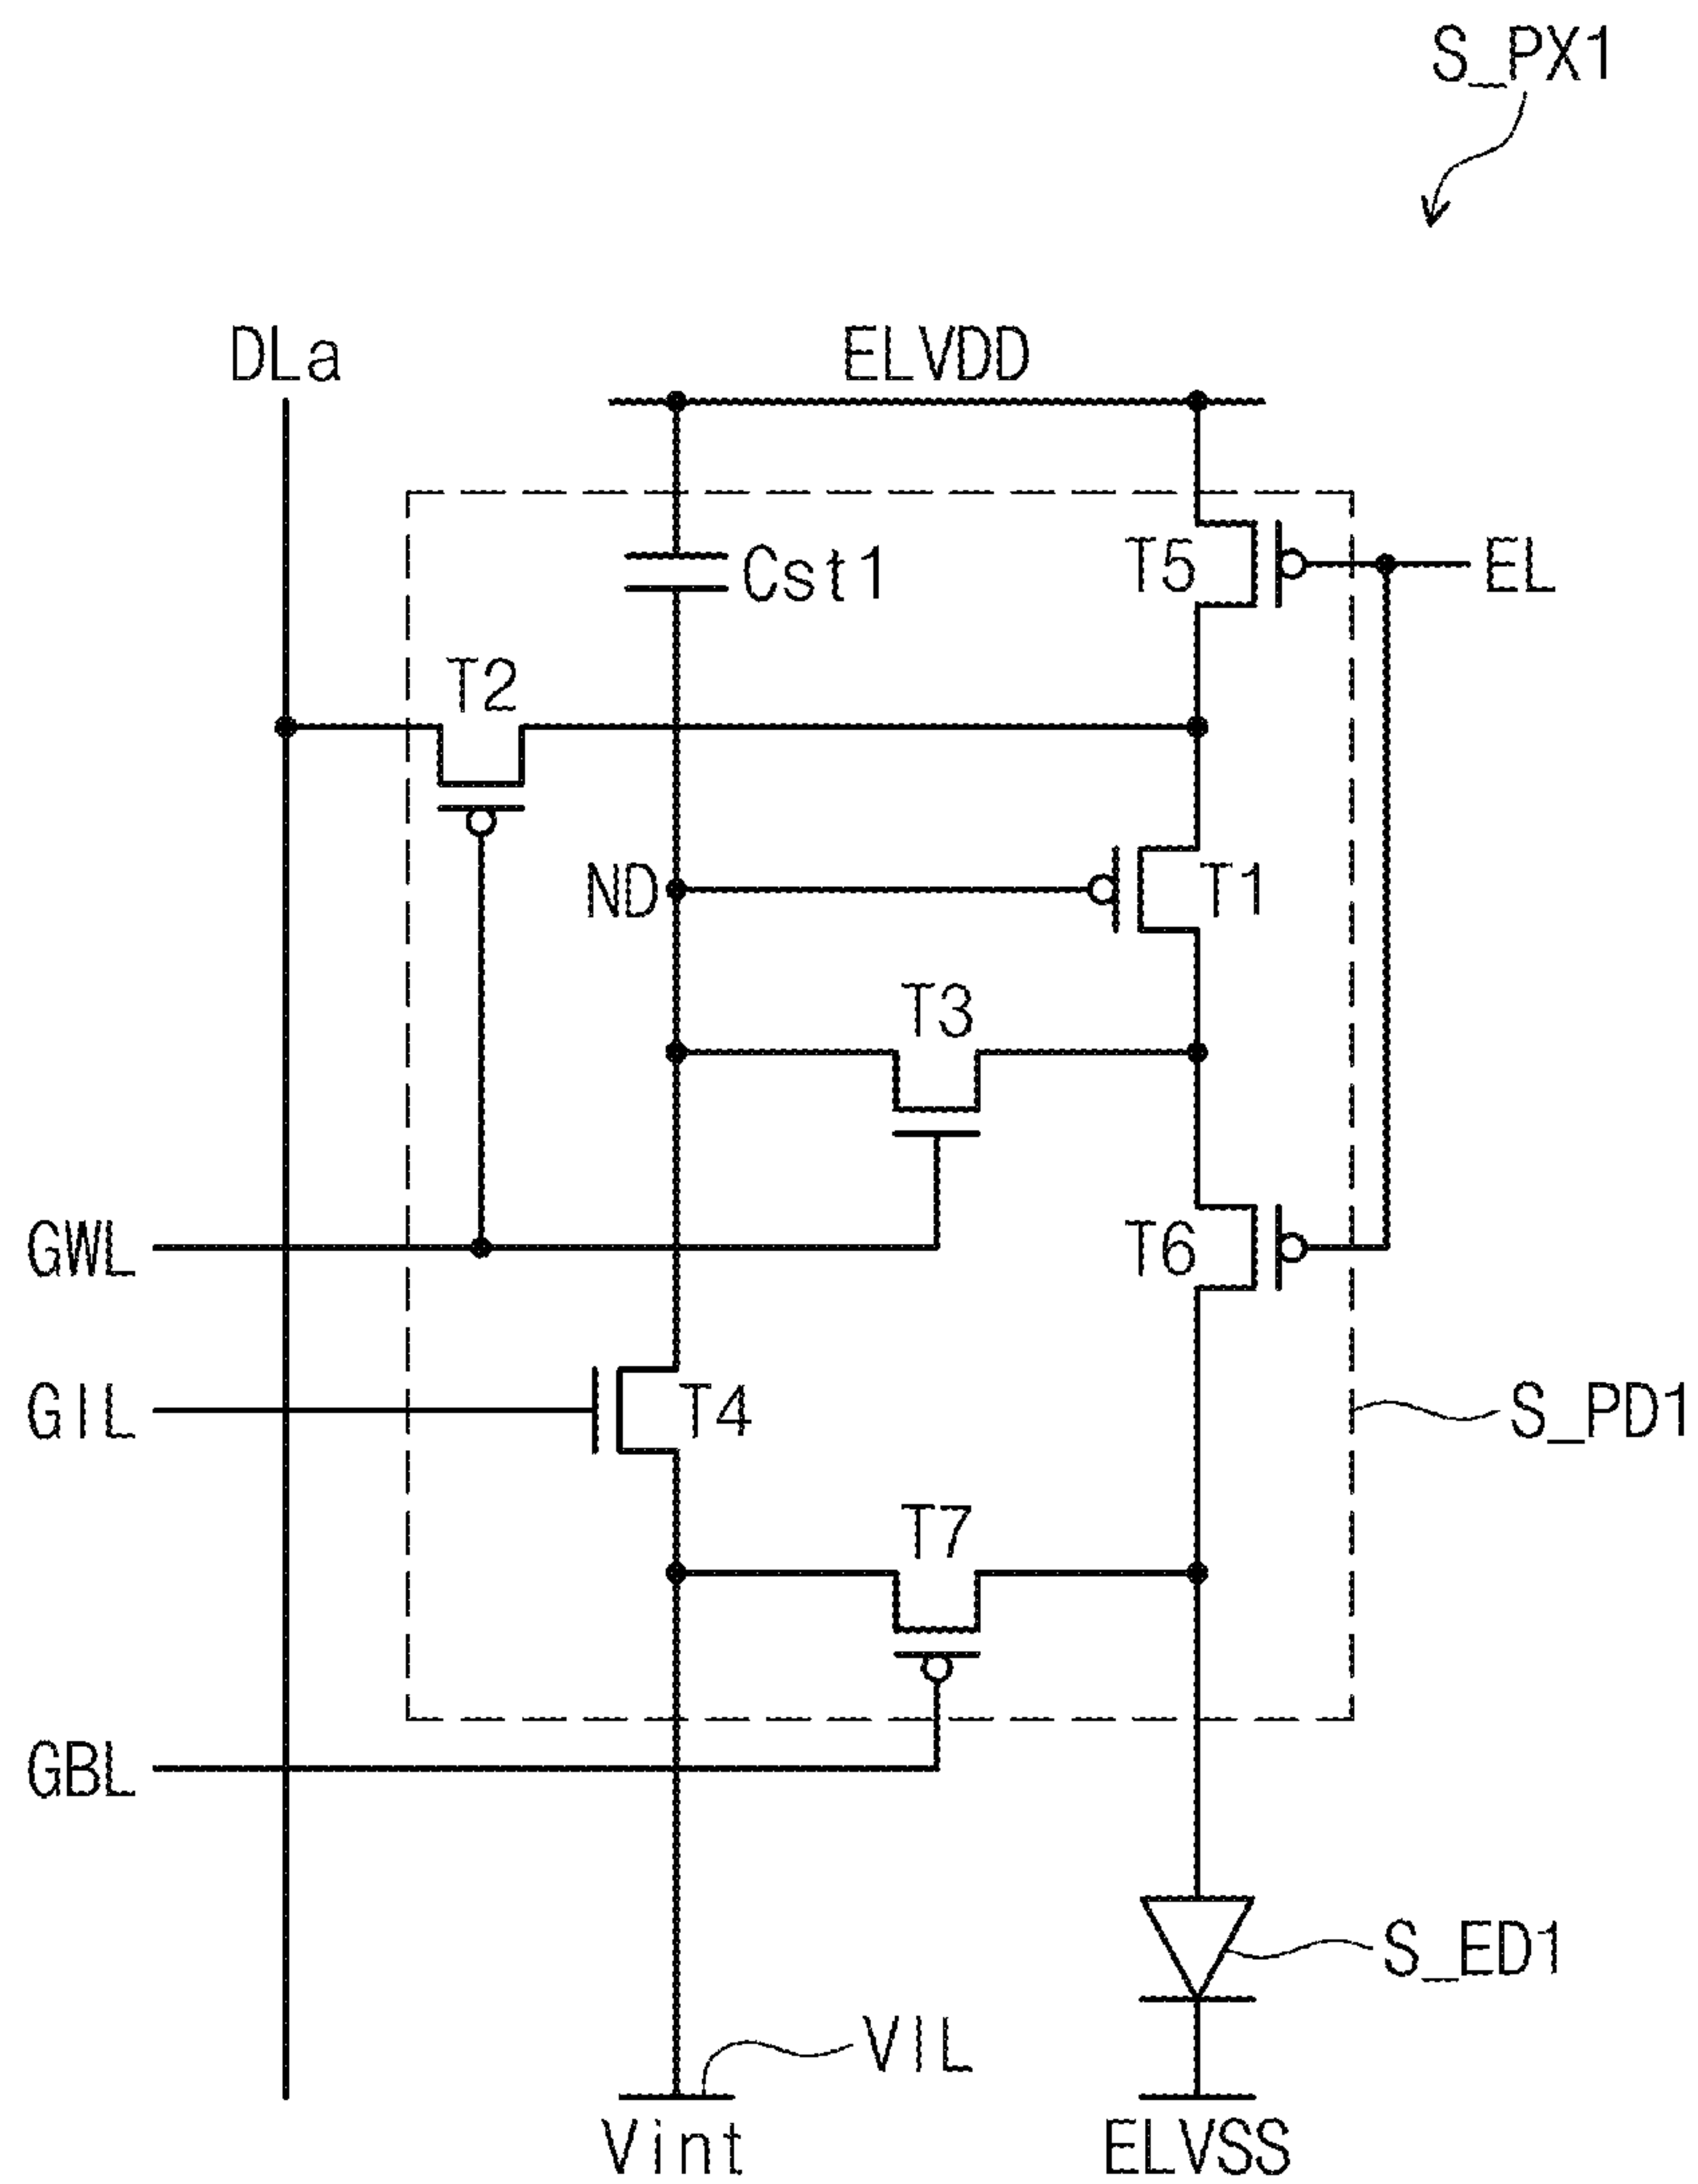 S_PX1
DLa
ELVDD
Cst1
T5
EL
T2
ND
T1
T3
GWL
T6
GIL
T4
S_PD1
T7
GBL
S_ED1
VIL
Vint
ELVSS